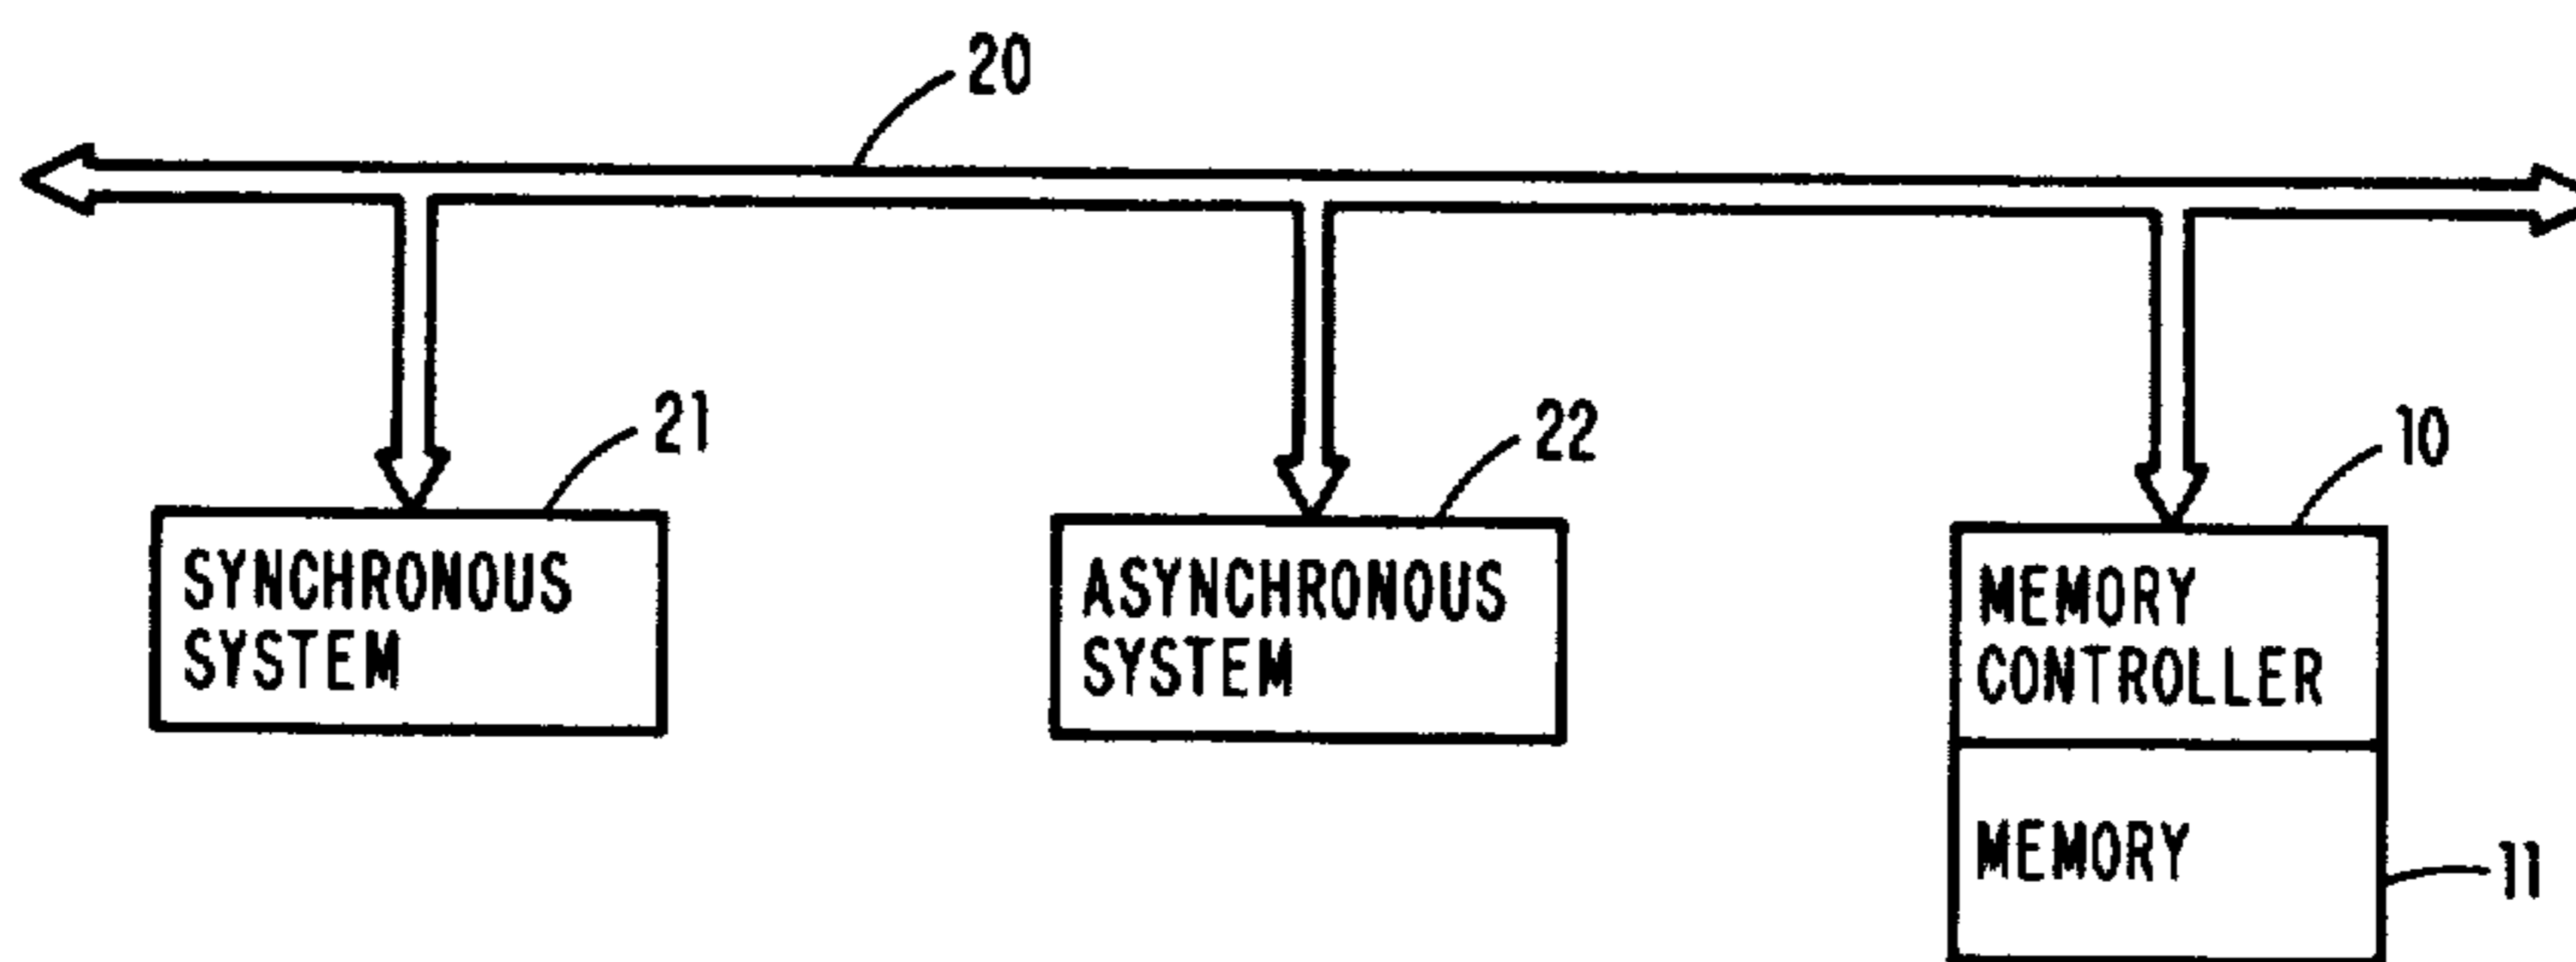 20
21
22
10
SYNCHRONOUS
SYSTEM
ASYNCHRONOUS
SYSTEM
MEMORY
CONTROLLER
MEMORY
11